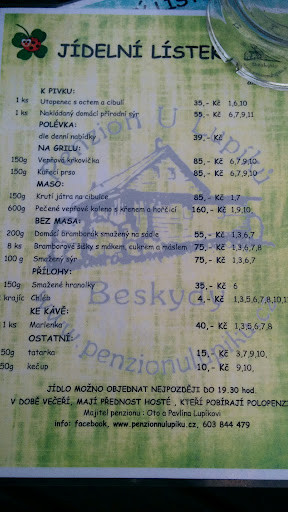 JÍDELNÍ LÍSTEK
K PIVKU:
1 ks Utopenec s octem a cibulí 35,- Kč 1,6,10
1 ks Nakládaný domácí přírodní sýr 55,- Kč 6,7,9,11
POLÉVKA:
dle denní nabídky 39,- Kč
NA GRILU:
150g Vepřová krkovička 85,- Kč 6,7,9,10
150g Kuřecí prso 85,- Kč 6,7,9,10,
MASO:
150g Krutí játra na cibulce 85,- Kč 1,7
600g Pečené vepřové koleno s křenem a hořčicí 160,- Kč 1,9,10,
BEZ MASA:
200g Domácí bramborák smažený na sádle 55,- Kč 1,3,6,7
8 ks Bramborové šišky s mákem, cukrem a máslem 75,- Kč 1,3,6,7,8
100 g Smažený sýr 75,- Kč 1,3,6,7,8,
PŘÍLOHY:
150g Smažené hranolky 35,- Kč 6
krajíc Chléb 4,- Kč 1,3,5,6,7,8,10,11
KE KÁVĚ:
1 ks Marlenka 40,- Kč 1,3,5,6,7,8
OSTATNÍ:
50g tatarka 15,- Kč 3,7,9,10,
50g kečup 10,- Kč 9,10,
JÍDLO MOŽNO OBJEDNAT NEJPOZDĚJI DO 19.30 hod.
V DOBĚ VEČEŘÍ, MAJÍ PŘEDNOST HOSTÉ , KTEŘÍ POBÍRAJÍ POLOPENZI
Majitel penzionu : Oto a Pavlína Lupíkovi
info: facebook, www.penzionulupiku.cz, 603 844 479
Penzion U Lupíků
Beskydy
www.penzionulupiku.cz